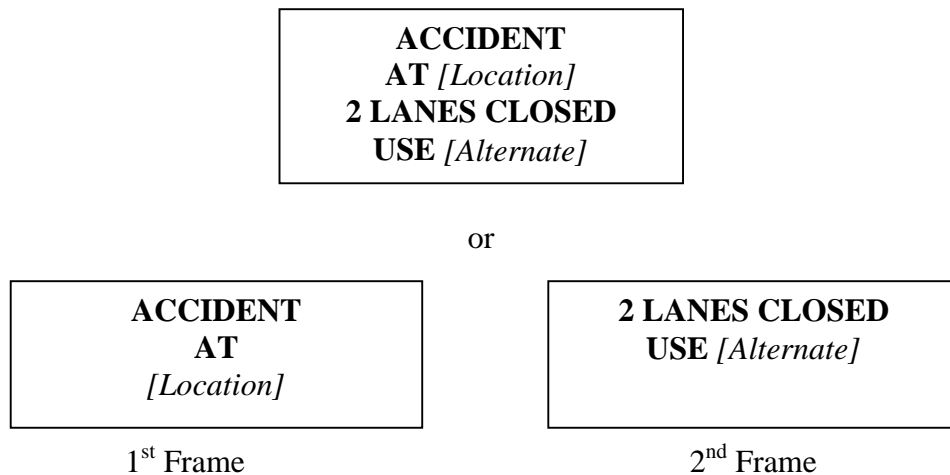 ACCIDENT
AT [Location]
2 LANES CLOSED
USE [Alternate]
or
ACCIDENT
AT
[Location]
1st Frame
2 LANES CLOSED
USE [Alternate]
2nd Frame